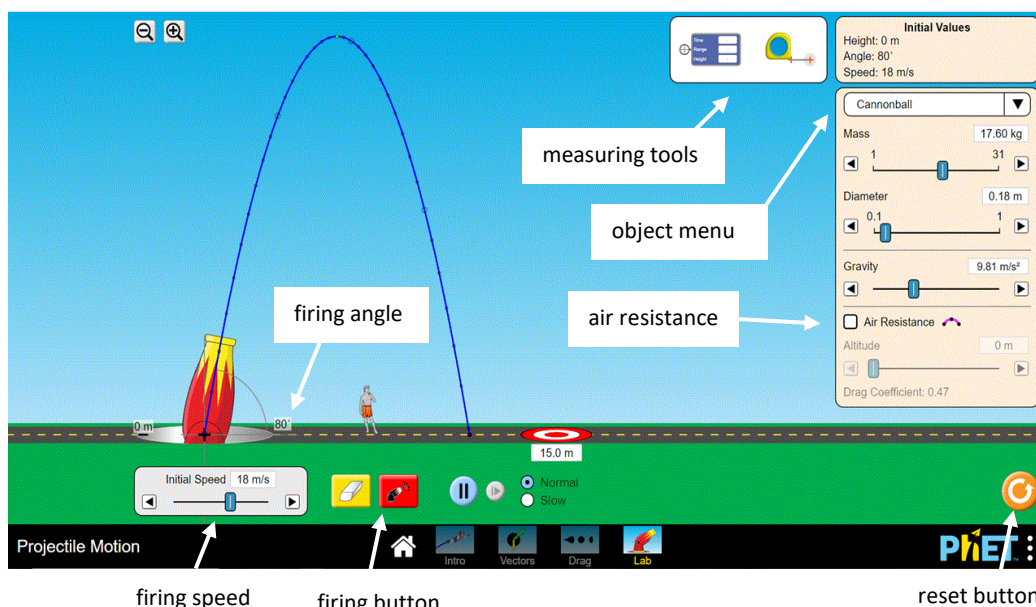 Time
Range
Height
Initial Values
Height: 0 m
Angle: 80˚
Speed: 18 m/s
Cannonball
Mass
17.60 kg
1
31
measuring tools
Diameter
0.18 m
0.1
1
object menu
Gravity
9.81 m/s²
firing angle
air resistance
Air Resistance
Altitude
0 m
Drag Coefficient: 0.47
0 m
80˚
15.0 m
Initial Speed
18 m/s
Normal
Slow
Projectile Motion
Intro
Vectors
Drag
Lab
PhET
firing speed
firing button
reset button